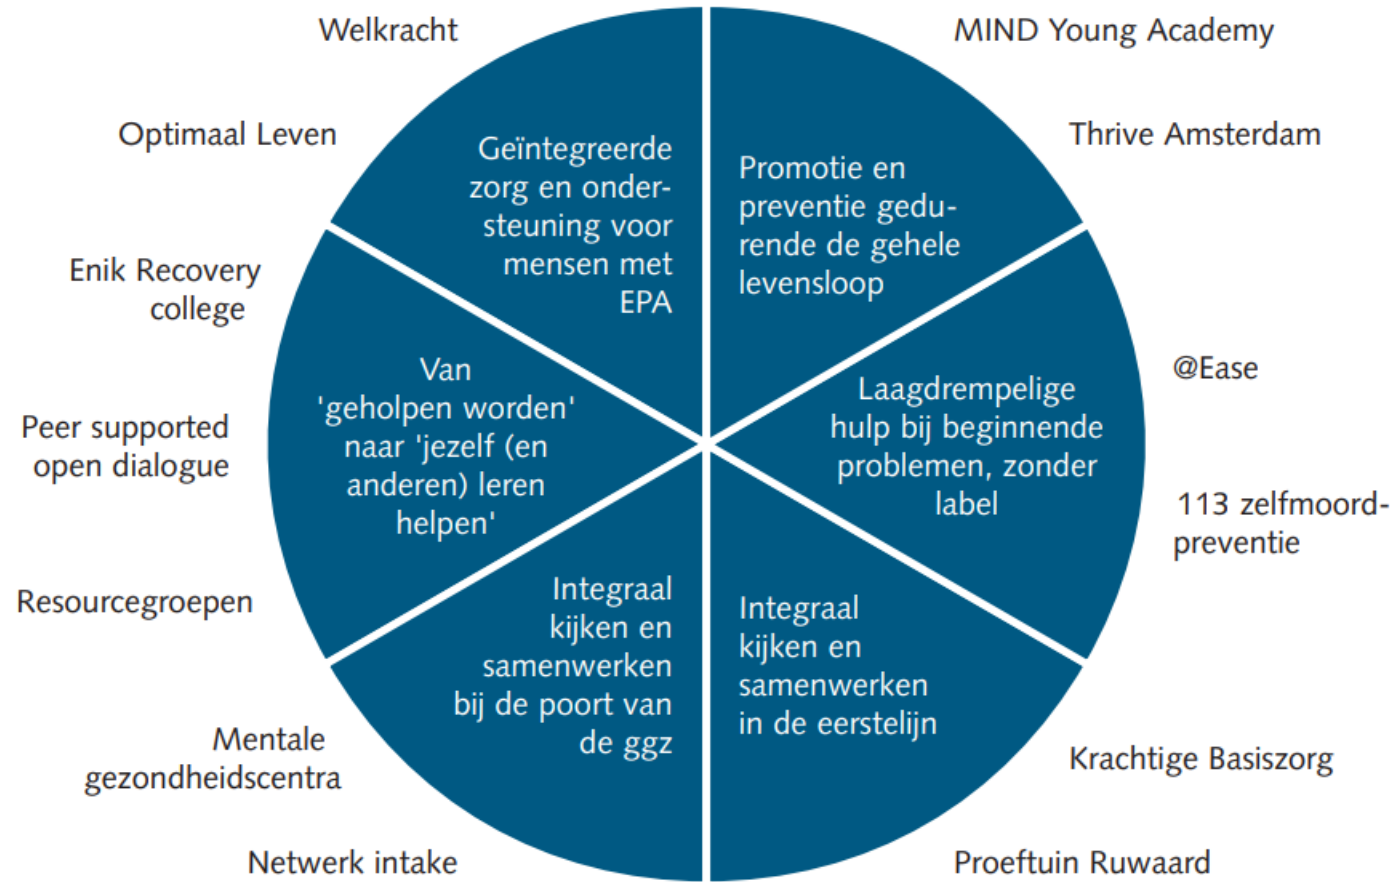 Welkracht
MIND Young Academy
Optimaal Leven
Thrive Amsterdam
Geïntegreerde
zorg en onder-
steuning voor
mensen met
EPA
Promotie en
preventie gedu-
rende de gehele
levensloop
Enik Recovery
college
Van
'geholpen worden'
naar 'jezelf (en
anderen) leren
helpen'
Laagdrempelige
hulp bij beginnende
problemen, zonder
label
@Ease
Peer supported
open dialogue
113 zelfmoord-
preventie
Resourcegroepen
Integraal
kijken en
samenwerken
bij de poort van
de ggz
Integraal
kijken en
samenwerken
in de eerstelijn
Mentale
gezondheidscentra
Krachtige Basiszorg
Netwerk intake
Proeftuin Ruwaard